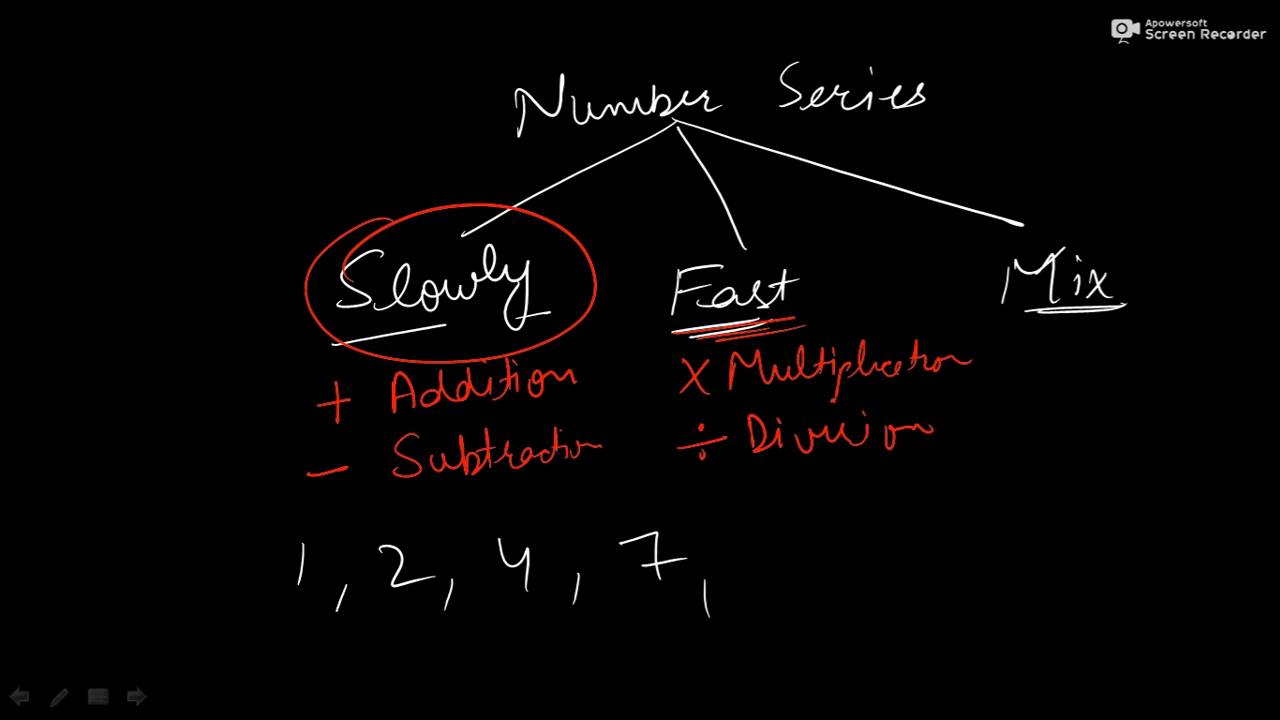 Apowersoft
Screen Recorder
Number Series
Slowly Fast Mix
+ Addition × Multiplication
- Subtraction ÷ Division
1, 2, 4, 7,